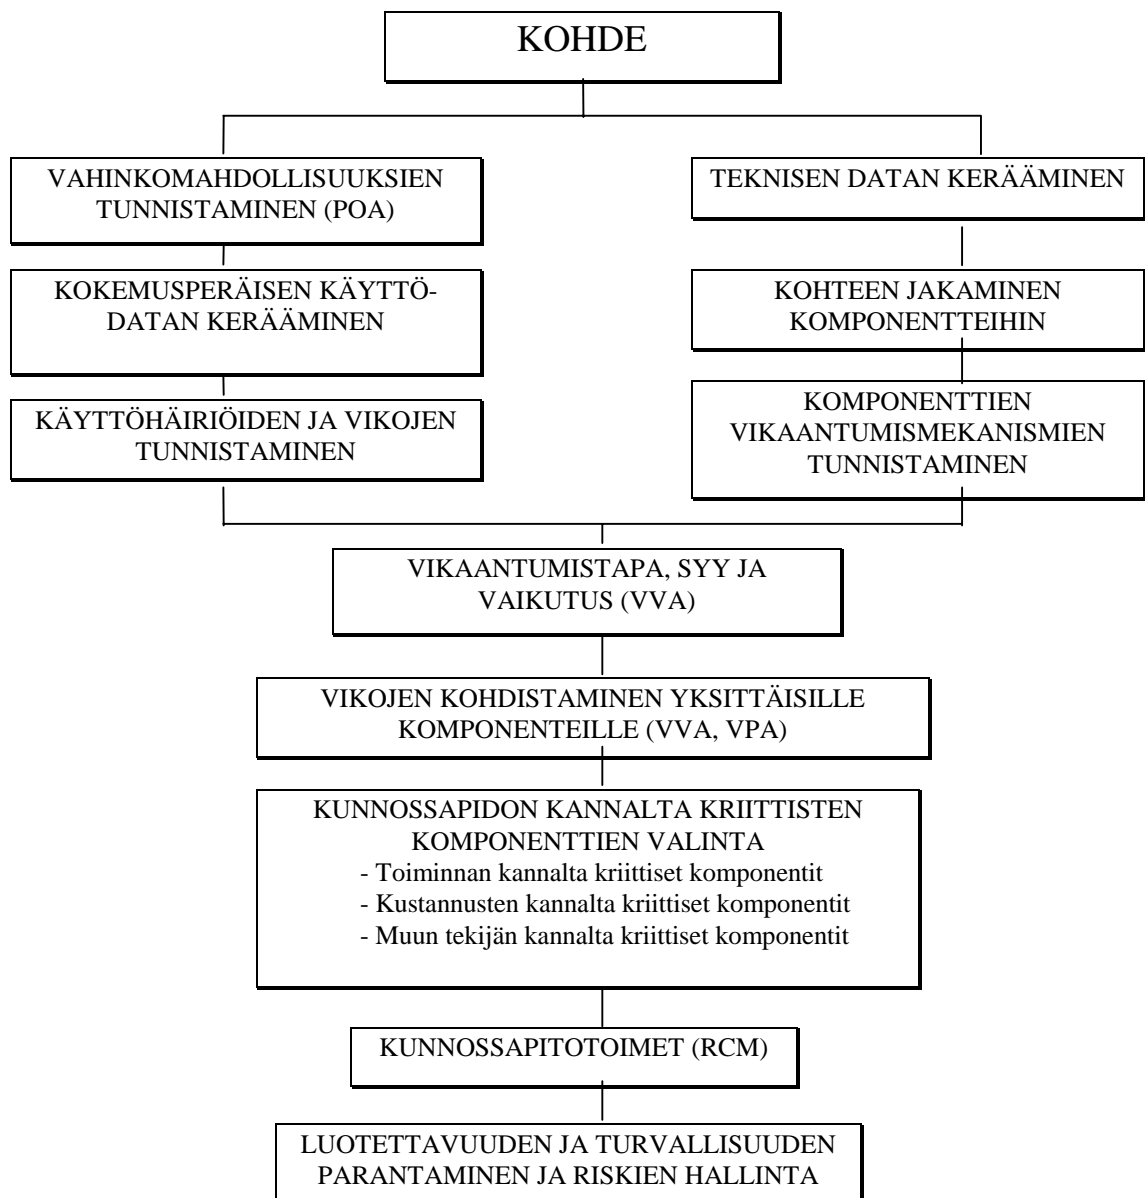 KOHDE
VAHINKOMAHDOLLISUUKSIEN
TUNNISTAMINEN (POA)
KOKEMUSPERÄISEN KÄYTTÖ-
DATAN KERÄÄMINEN
KÄYTTÖHÄIRIÖIDEN JA VIKOJEN
TUNNISTAMINEN
TEKNISEN DATAN KERÄÄMINEN
KOHTEEN JAKAMINEN
KOMPONENTTEIHIN
KOMPONENTTIEN
VIKAANTUMISMEKANISMIEN
TUNNISTAMINEN
VIKAANTUMISTAPA, SYY JA
VAIKUTUS (VVA)
VIKOJEN KOHDISTAMINEN YKSITTÄISILLE
KOMPONENTEILLE (VVA, VPA)
KUNNOSSAPIDON KANNALTA KRIITTISTEN
KOMPONENTTIEN VALINTA
- Toiminnan kannalta kriittiset komponentit
- Kustannusten kannalta kriittiset komponentit
- Muun tekijän kannalta kriittiset komponentit
KUNNOSSAPITOTOIMET (RCM)
LUOTETTAVUUDEN JA TURVALLISUUDEN
PARANTAMINEN JA RISKIEN HALLINTA